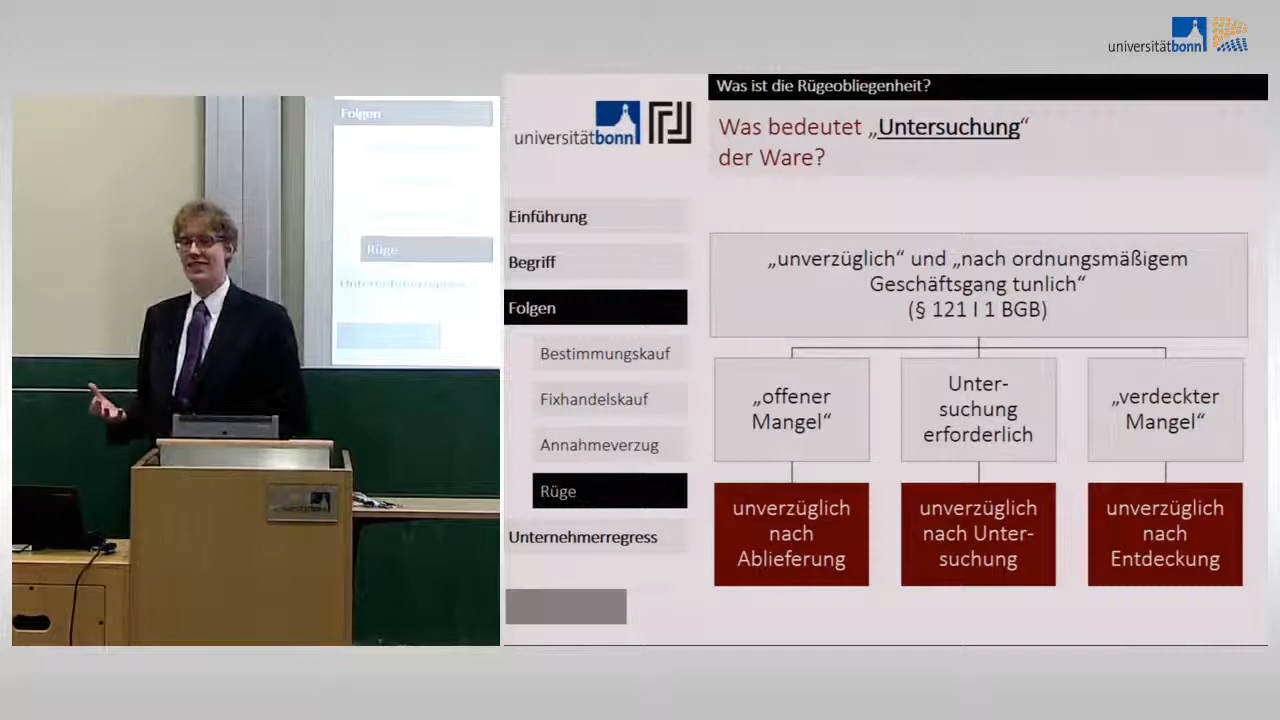 universitätbonn
Folgen
Rüge
Was ist die Rügeobliegenheit?
universitätbonn
Was bedeutet „Untersuchung“
der Ware?
Einführung
Begriff
Folgen
Bestimmungskauf
Fixhandelskauf
Annahmeverzug
Rüge
Unternehmerregress
„unverzüglich“ und „nach ordnungsmäßigem
Geschäftsgang tunlich“
(§ 121 I 1 BGB)
„offener
Mangel“
Unter-
suchung
erforderlich
„verdeckter
Mangel“
unverzüglich
nach
Ablieferung
unverzüglich
nach Unter-
suchung
unverzüglich
nach
Entdeckung